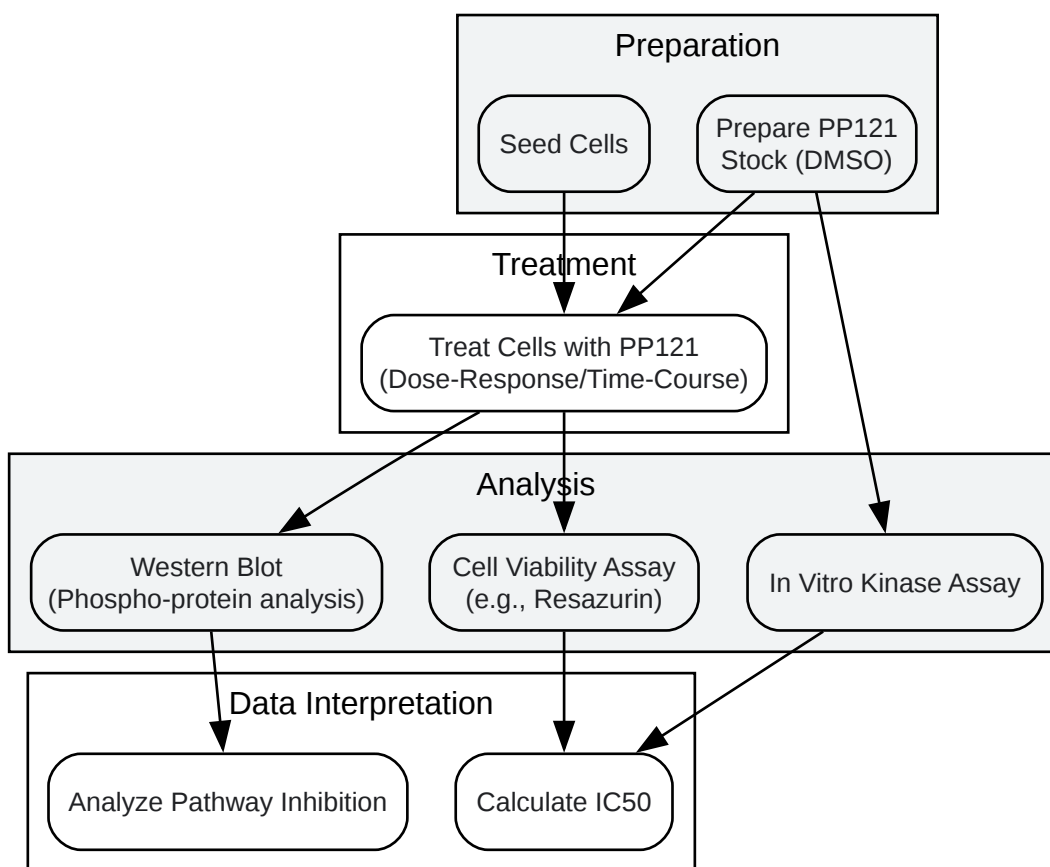 Preparation
Seed Cells
Prepare PP121
Stock (DMSO)
Treatment
Treat Cells with PP121
(Dose-Response/Time-Course)
Analysis
Western Blot
(Phospho-protein analysis)
Cell Viability Assay
(e.g., Resazurin)
In Vitro Kinase Assay
Data Interpretation
Analyze Pathway Inhibition
Calculate IC50